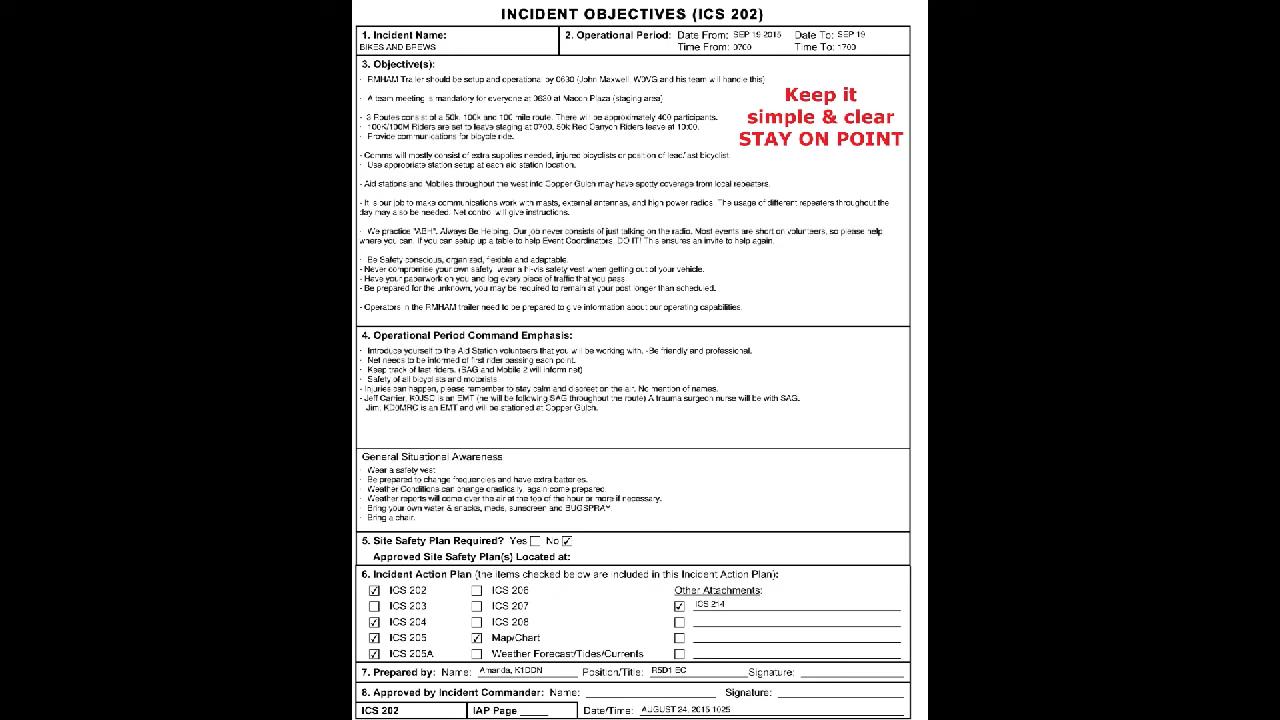 INCIDENT OBJECTIVES (ICS 202)
1. Incident Name:
BIKES AND BREWS
2. Operational Period: Date From: SEP 19 2015 Date To: SEP 19
Time From: 0700 Time To: 1700
3. Objective(s):
- RMHAM Trailer should be setup and operational by 0630 (John Maxwell, W0VG and his team will handle this)
- A team meeting is mandatory for everyone at 0630 at Macon Plaza (staging area)
- 3 Routes consist of a 50k, 100k and 100 mile route. There will be approximately 400 participants.
- 100K/100M Riders are set to leave staging at 0700. 50k Red Canyon Riders leave at 10:00.
- Provide communications for bicycle ride.
- Comms will mostly consist of extra supplies needed, injured bicyclists or position of lead/last bicyclist.
- Use appropriate station setup at each aid station location.
- Aid stations and Mobiles throughout the west into Copper Gulch may have spotty coverage from local repeaters.
- It is our job to make communications work with masts, external antennas, and high power radios. The usage of different repeaters throughout the
day may also be needed. Net control will give instructions.
- We practice "ABH". Always Be Helping. Our job never consists of just talking on the radio. Most events are short on volunteers, so please help
where you can. If you can setup up a table to help Event Coordinators, DO IT! This ensures an invite to help again.
- Be Safety conscious, organized, flexible and adaptable.
- Never compromise your own safety, wear a hi-vis safety vest when getting out of your vehicle.
- Have your paperwork on you and log every piece of traffic that you pass.
- Be prepared for the unknown, you may be required to remain at your post longer than scheduled.
- Operators in the RMHAM trailer need to be prepared to give information about our operating capabilities.
Keep it
simple & clear
STAY ON POINT
4. Operational Period Command Emphasis:
- Introduce yourself to the Aid Station volunteers that you will be working with. -Be friendly and professional.
- Net needs to be informed of first rider passing each point.
- Keep track of last riders. (SAG and Mobile 2 will inform net)
- Safety of all bicyclists and motorists.
- Injuries can happen, please remember to stay calm and discreet on the air. No mention of names.
- Jeff Carrier, K0JSC is an EMT (he will be following SAG throughout the route) A trauma surgeon nurse will be with SAG.
Jim, KD0MRC is an EMT and will be stationed at Copper Gulch.
General Situational Awareness
- Wear a safety vest
- Be prepared to change frequencies and have extra batteries.
- Weather Conditions can change drastically, again come prepared.
- Weather reports will come over the air at the top of the hour or more if necessary.
- Bring your own water & snacks, meds, sunscreen and BUGSPRAY.
- Bring a chair.
5. Site Safety Plan Required? Yes No ✓
Approved Site Safety Plan(s) Located at:
6. Incident Action Plan (the items checked below are included in this Incident Action Plan):
✓ ICS 202 ICS 206 Other Attachments:
ICS 203 ICS 207 ✓ ICS 214
✓ ICS 204 ICS 208
✓ ICS 205 ✓ Map/Chart
✓ ICS 205A Weather Forecast/Tides/Currents
7. Prepared by: Name: Amanda, K1DDN Position/Title: R5D1 EC Signature:
8. Approved by Incident Commander: Name: Signature:
ICS 202 IAP Page Date/Time: AUGUST 24, 2015 1025